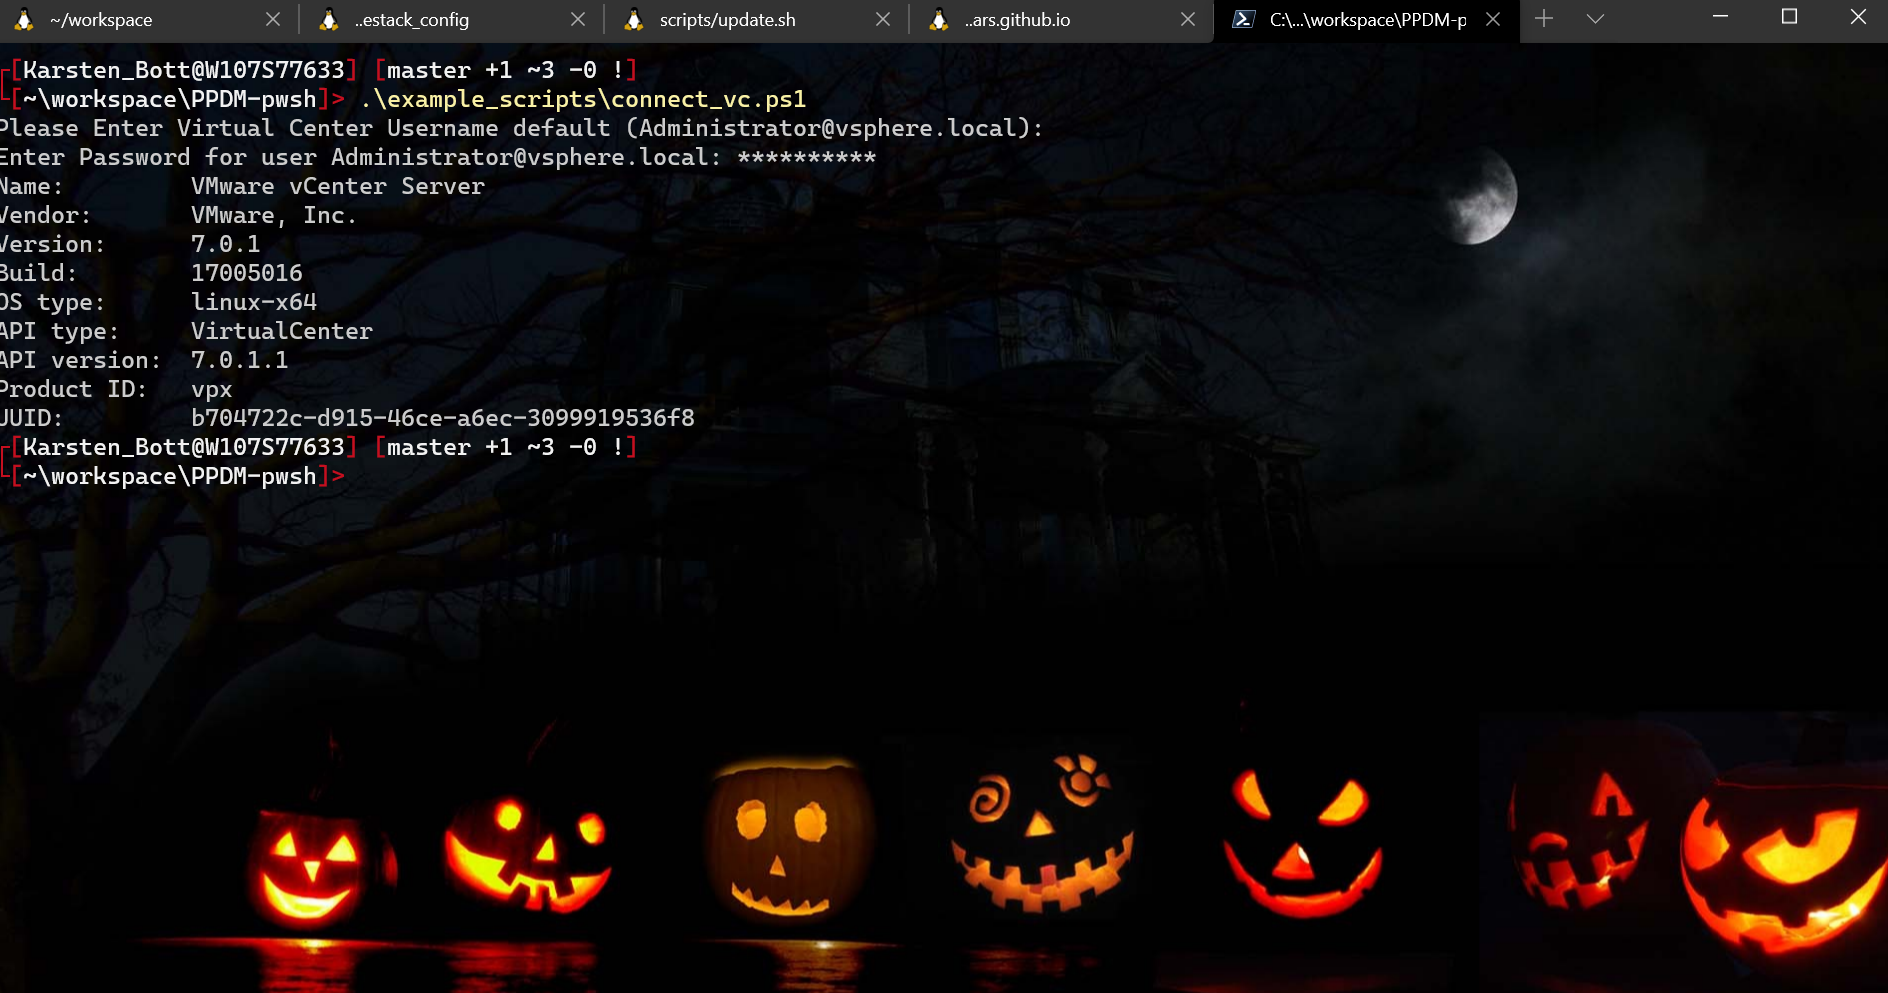 ~/workspace
..estack_config
scripts/update.sh
..ars.github.io
C:\...\workspace\PPDM-p
[Karsten_Bott@W107S77633] [master +1 ~3 -0 !]
[~\workspace\PPDM-pwsh]> .\example_scripts\connect_vc.ps1
Please Enter Virtual Center Username default (Administrator@vsphere.local):
Enter Password for user Administrator@vsphere.local: **********
Name: VMware vCenter Server
Vendor: VMware, Inc.
Version: 7.0.1
Build: 17005016
OS type: linux-x64
API type: VirtualCenter
API version: 7.0.1.1
Product ID: vpx
UUID: b704722c-d915-46ce-a6ec-3099919536f8
[Karsten_Bott@W107S77633] [master +1 ~3 -0 !]
[~\workspace\PPDM-pwsh]>